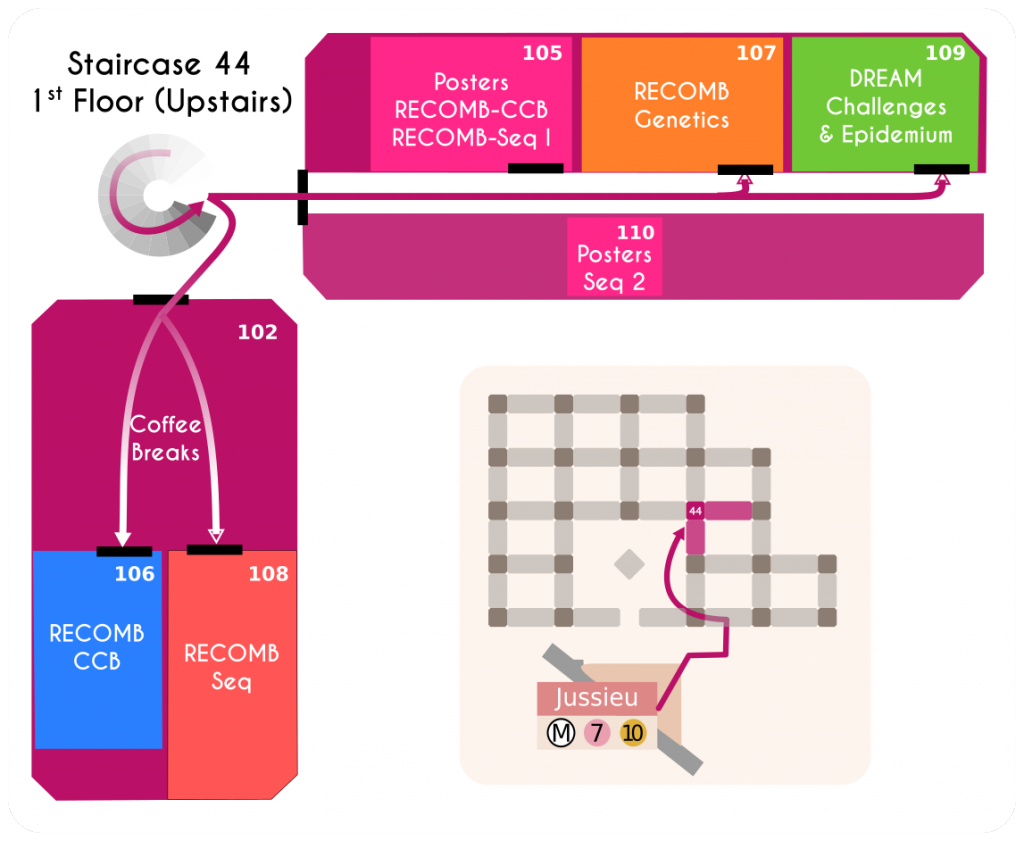 Staircase 44
1st Floor (Upstairs)
105
Posters
RECOMB-CCB
RECOMB-Seq 1
107
RECOMB
Genetics
109
DREAM
Challenges
& Epidemium
110
Posters
Seq 2
102
Coffee
Breaks
106
RECOMB
CCB
108
RECOMB
Seq
44
Jussieu
M 7 10